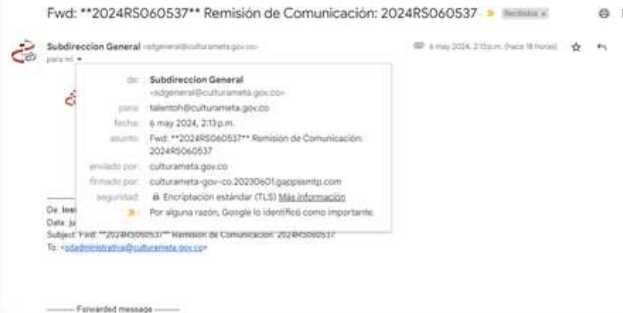 Fwd: **2024RS060537** Remisión de Comunicación: 2024RS060537 Recibidos x
Subdireccion General <sdgeneral@culturameta.gov.co>
6 may 2024, 2:13 p.m. (hace 18 horas)
para mí
de: Subdireccion General
<sdgeneral@culturameta.gov.co>
para: talentoh@culturameta.gov.co
fecha: 6 may 2024, 2:13 p.m.
asunto: Fwd: **2024RS060537** Remisión de Comunicación:
2024RS060537
enviado por: culturameta.gov.co
firmado por: culturameta-gov-co.20230601.gappssmtp.com
seguridad: Encriptación estándar (TLS) Más información
Por alguna razón, Google lo identificó como importante.
De:
Date: ju
Subject: Fwd: **2024RS060537** Remisión de Comunicación: 2024RS060537
To: <sdadministrativa@culturameta.gov.co>
---------- Forwarded message ----------